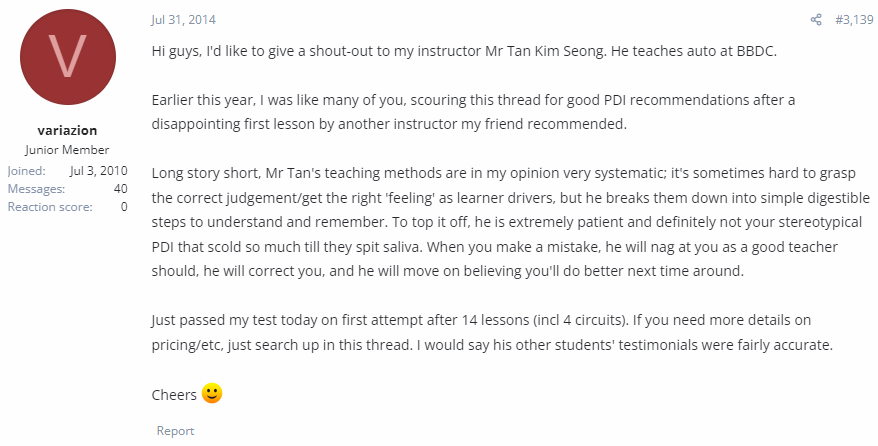 Jul 31, 2014
#3,139
V
variazion
Junior Member
Joined: Jul 3, 2010
Messages: 40
Reaction score: 0
Hi guys, I'd like to give a shout-out to my instructor Mr Tan Kim Seong. He teaches auto at BBDC.
Earlier this year, I was like many of you, scouring this thread for good PDI recommendations after a
disappointing first lesson by another instructor my friend recommended.
Long story short, Mr Tan's teaching methods are in my opinion very systematic; it's sometimes hard to grasp
the correct judgement/get the right 'feeling' as learner drivers, but he breaks them down into simple digestible
steps to understand and remember. To top it off, he is extremely patient and definitely not your stereotypical
PDI that scold so much till they spit saliva. When you make a mistake, he will nag at you as a good teacher
should, he will correct you, and he will move on believing you'll do better next time around.
Just passed my test today on first attempt after 14 lessons (incl 4 circuits). If you need more details on
pricing/etc, just search up in this thread. I would say his other students' testimonials were fairly accurate.
Cheers
Report